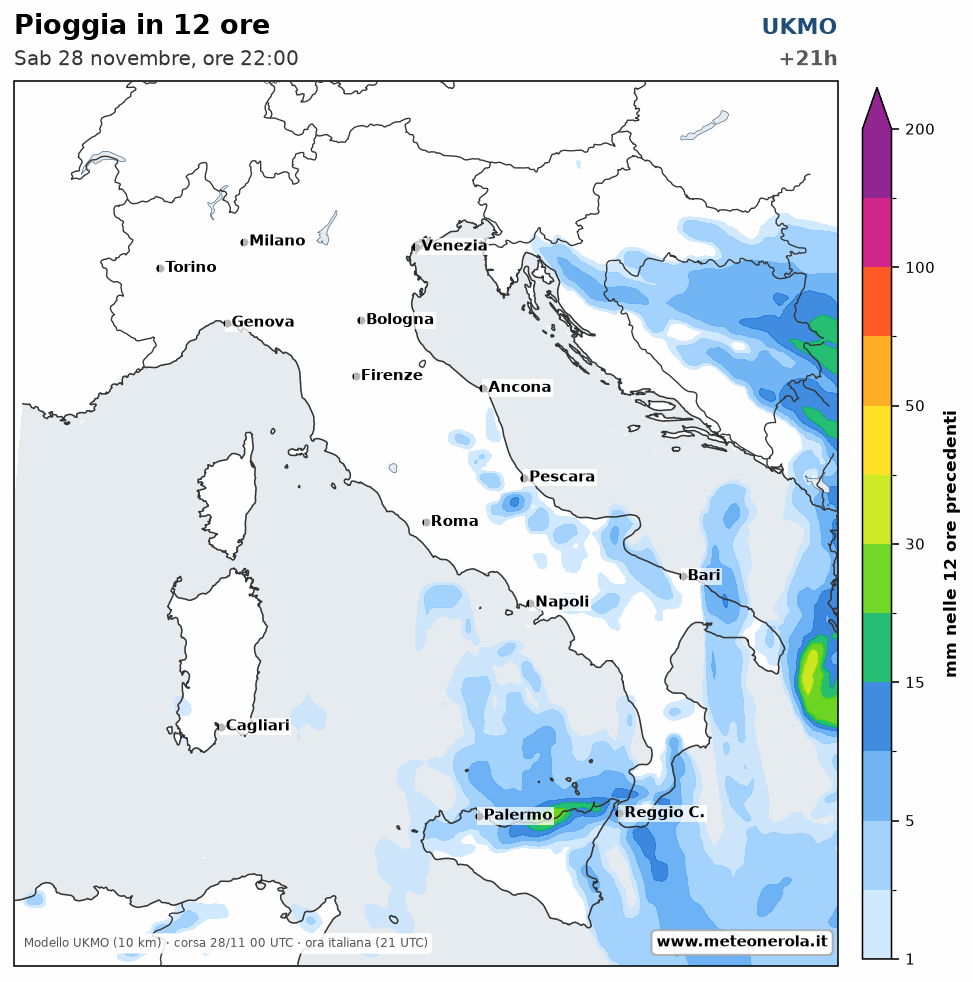 Pioggia in 12 ore
UKMO
Sab 28 novembre, ore 22:00
+21h
Milano
Venezia
Torino
Genova
Bologna
Firenze
Ancona
Pescara
Roma
Bari
Napoli
Cagliari
Palermo
Reggio C.
Modello UKMO (10 km) · corsa 28/11 00 UTC · ora italiana (21 UTC)
www.meteonerola.it
200
100
50
30
15
5
1
mm nelle 12 ore precedenti